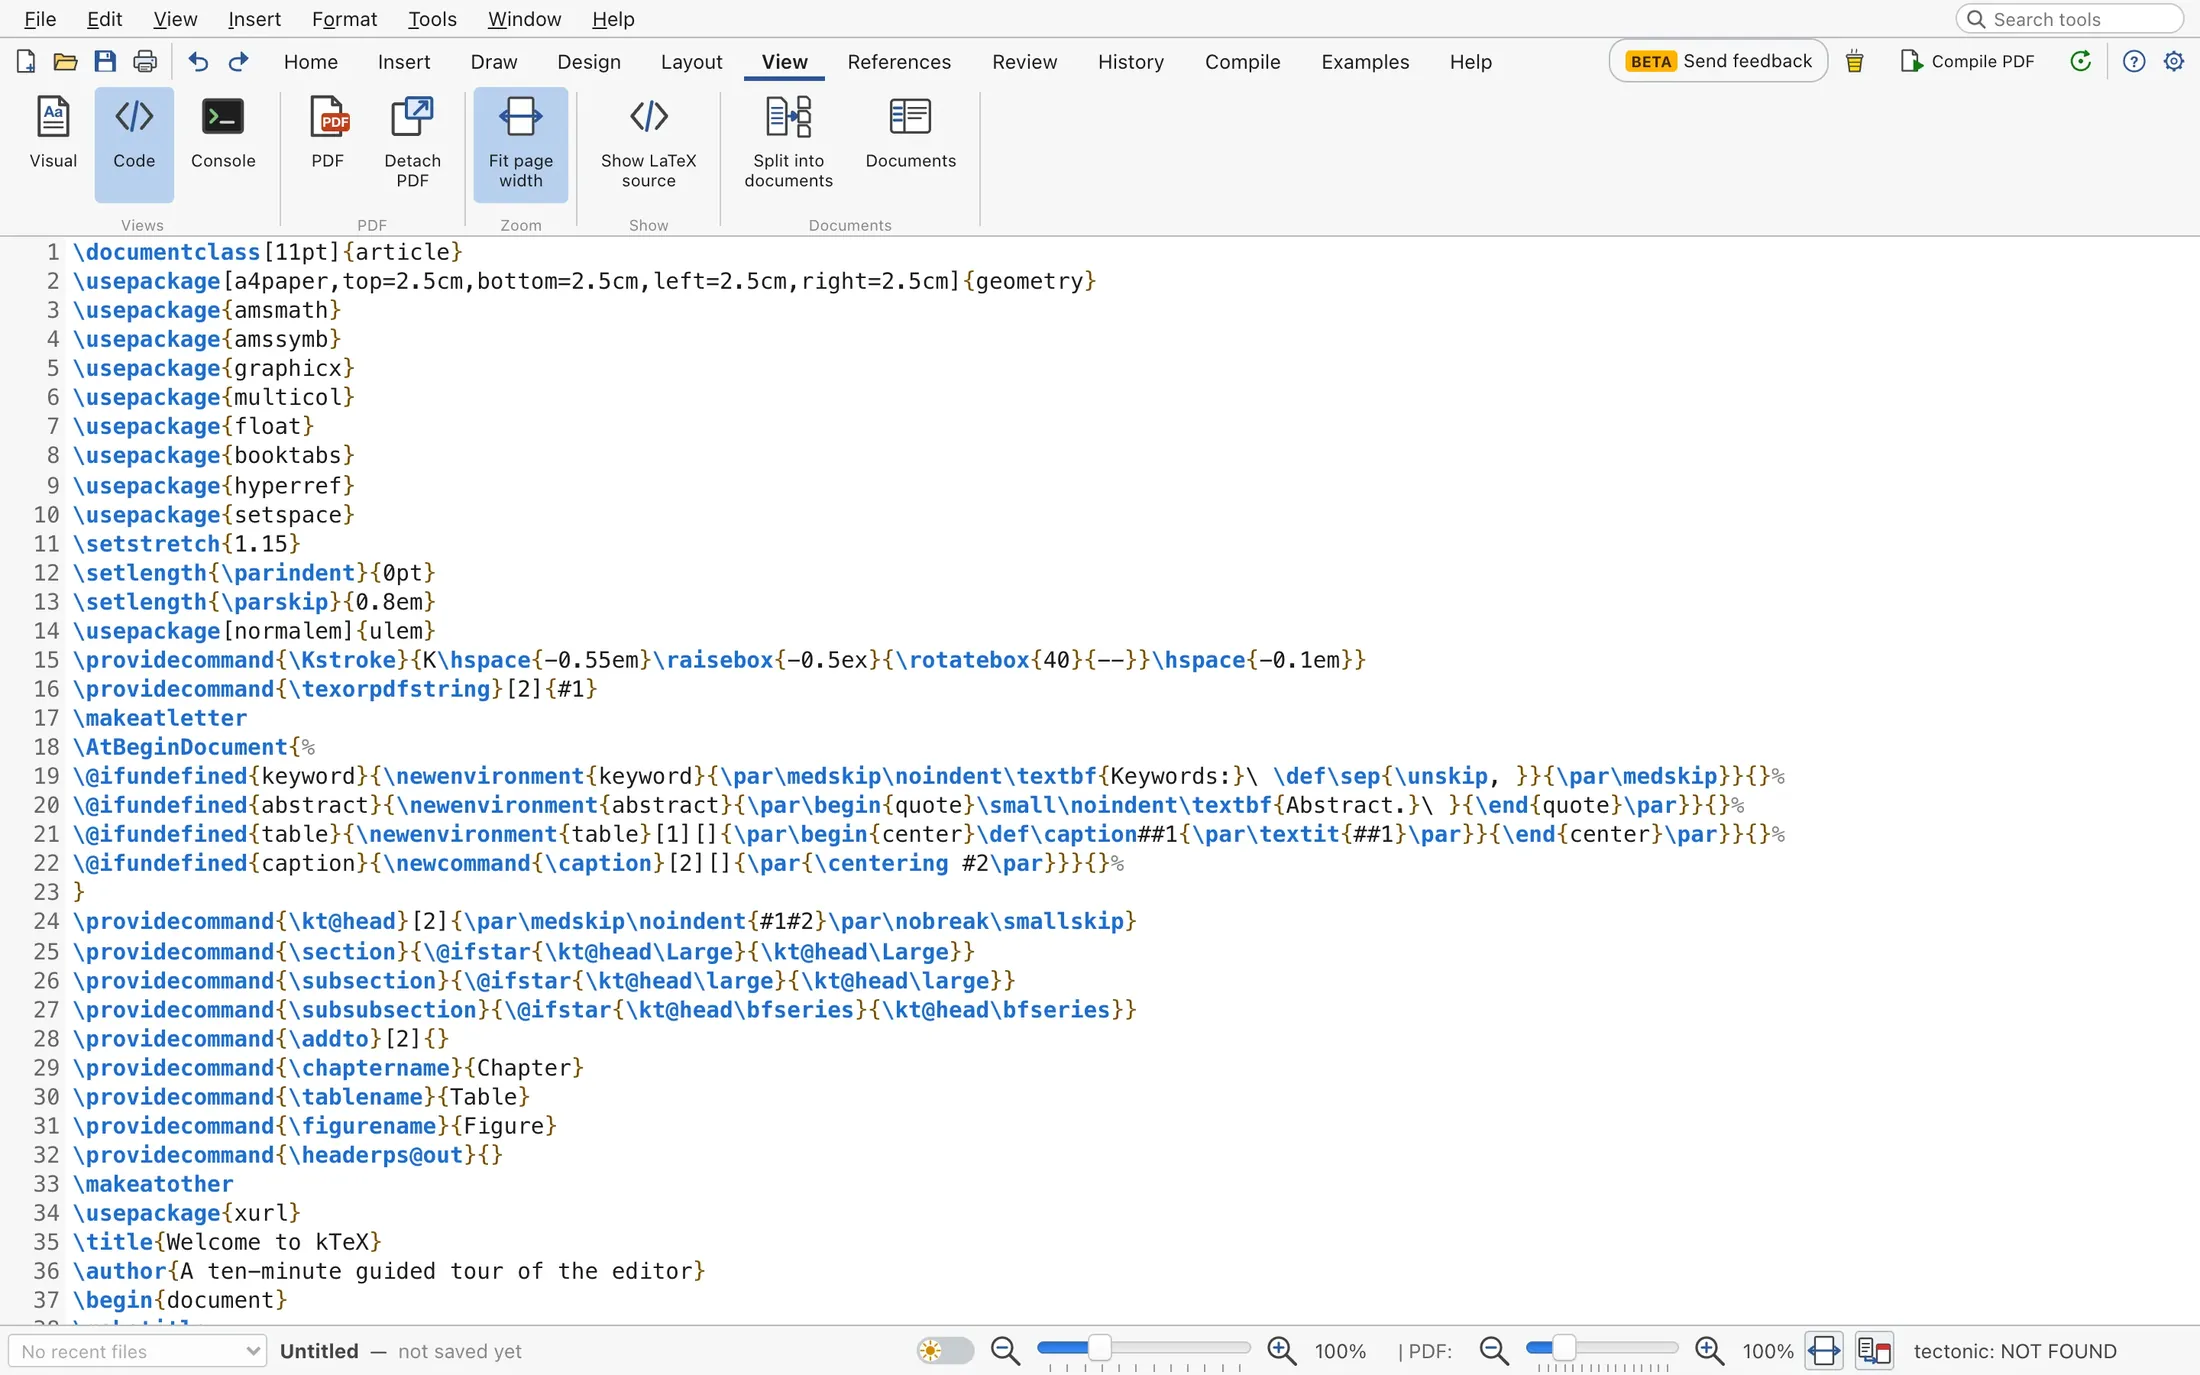 File Edit View Insert Format Tools Window Help Search tools
Home Insert Draw Design Layout View References Review History Compile Examples Help BETA Send feedback Compile PDF
Visual Code Console PDF Detach PDF Fit page width Show LaTeX source Split into documents Documents
Views PDF Zoom Show Documents
1 \documentclass[11pt]{article}
2 \usepackage[a4paper,top=2.5cm,bottom=2.5cm,left=2.5cm,right=2.5cm]{geometry}
3 \usepackage{amsmath}
4 \usepackage{amssymb}
5 \usepackage{graphicx}
6 \usepackage{multicol}
7 \usepackage{float}
8 \usepackage{booktabs}
9 \usepackage{hyperref}
10 \usepackage{setspace}
11 \setstretch{1.15}
12 \setlength{\parindent}{0pt}
13 \setlength{\parskip}{0.8em}
14 \usepackage[normalem]{ulem}
15 \providecommand{\Kstroke}{K\hspace{-0.55em}\raisebox{-0.5ex}{\rotatebox{40}{--}}\hspace{-0.1em}}
16 \providecommand{\texorpdfstring}[2]{#1}
17 \makeatletter
18 \AtBeginDocument{%
19 \@ifundefined{keyword}{\newenvironment{keyword}{\par\medskip\noindent\textbf{Keywords:}\ \def\sep{\unskip, }}{\par\medskip}}{}%
20 \@ifundefined{abstract}{\newenvironment{abstract}{\par\begin{quote}\small\noindent\textbf{Abstract.}\ }{\end{quote}\par}}{}%
21 \@ifundefined{table}{\newenvironment{table}[1][]{\par\begin{center}\def\caption##1{\par\textit{##1}\par}}{\end{center}\par}}{}%
22 \@ifundefined{caption}{\newcommand{\caption}[2][]{\par{\centering #2\par}}}{}%
23 }
24 \providecommand{\kt@head}[2]{\par\medskip\noindent{#1#2}\par\nobreak\smallskip}
25 \providecommand{\section}{\@ifstar{\kt@head\Large}{\kt@head\Large}}
26 \providecommand{\subsection}{\@ifstar{\kt@head\large}{\kt@head\large}}
27 \providecommand{\subsubsection}{\@ifstar{\kt@head\bfseries}{\kt@head\bfseries}}
28 \providecommand{\addto}[2]{}
29 \providecommand{\chaptername}{Chapter}
30 \providecommand{\tablename}{Table}
31 \providecommand{\figurename}{Figure}
32 \providecommand{\headerps@out}{}
33 \makeatother
34 \usepackage{xurl}
35 \title{Welcome to kTeX}
36 \author{A ten-minute guided tour of the editor}
37 \begin{document}
No recent files Untitled — not saved yet 100% | PDF: 100% tectonic: NOT FOUND